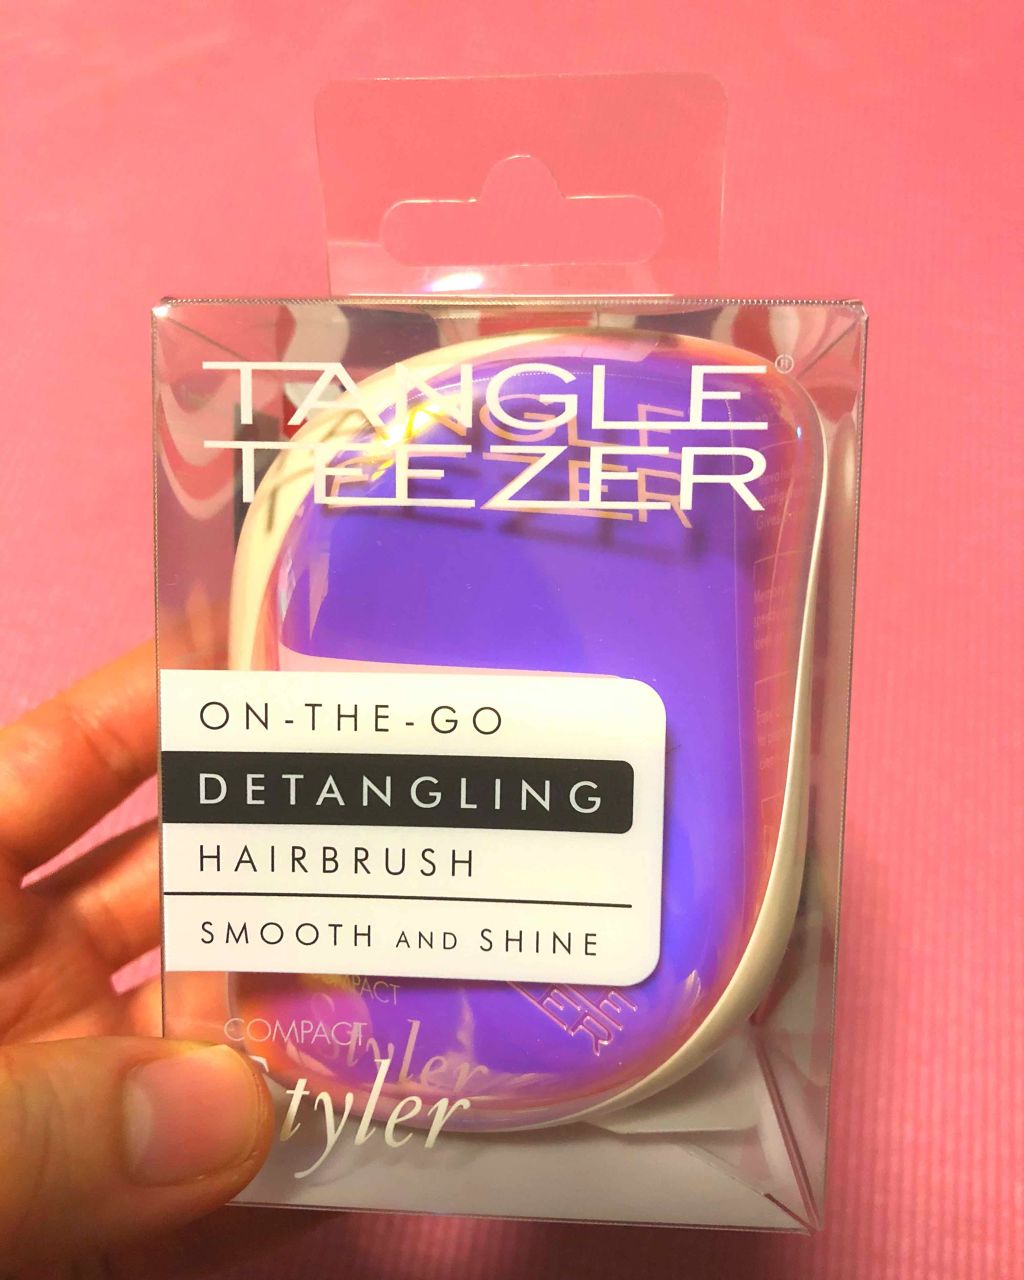 TANGLE
TEEZER®
ON-THE-GO
DETANGLING
HAIRBRUSH
SMOOTH AND SHINE
COMPACT
Styler